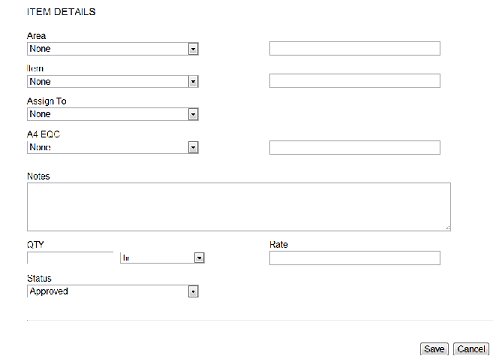 ITEM DETAILS
Area
None
Item
None
Assign To
None
A4 EQC
None
Notes
QTY Rate
hr
Status
Approved
Save Cancel